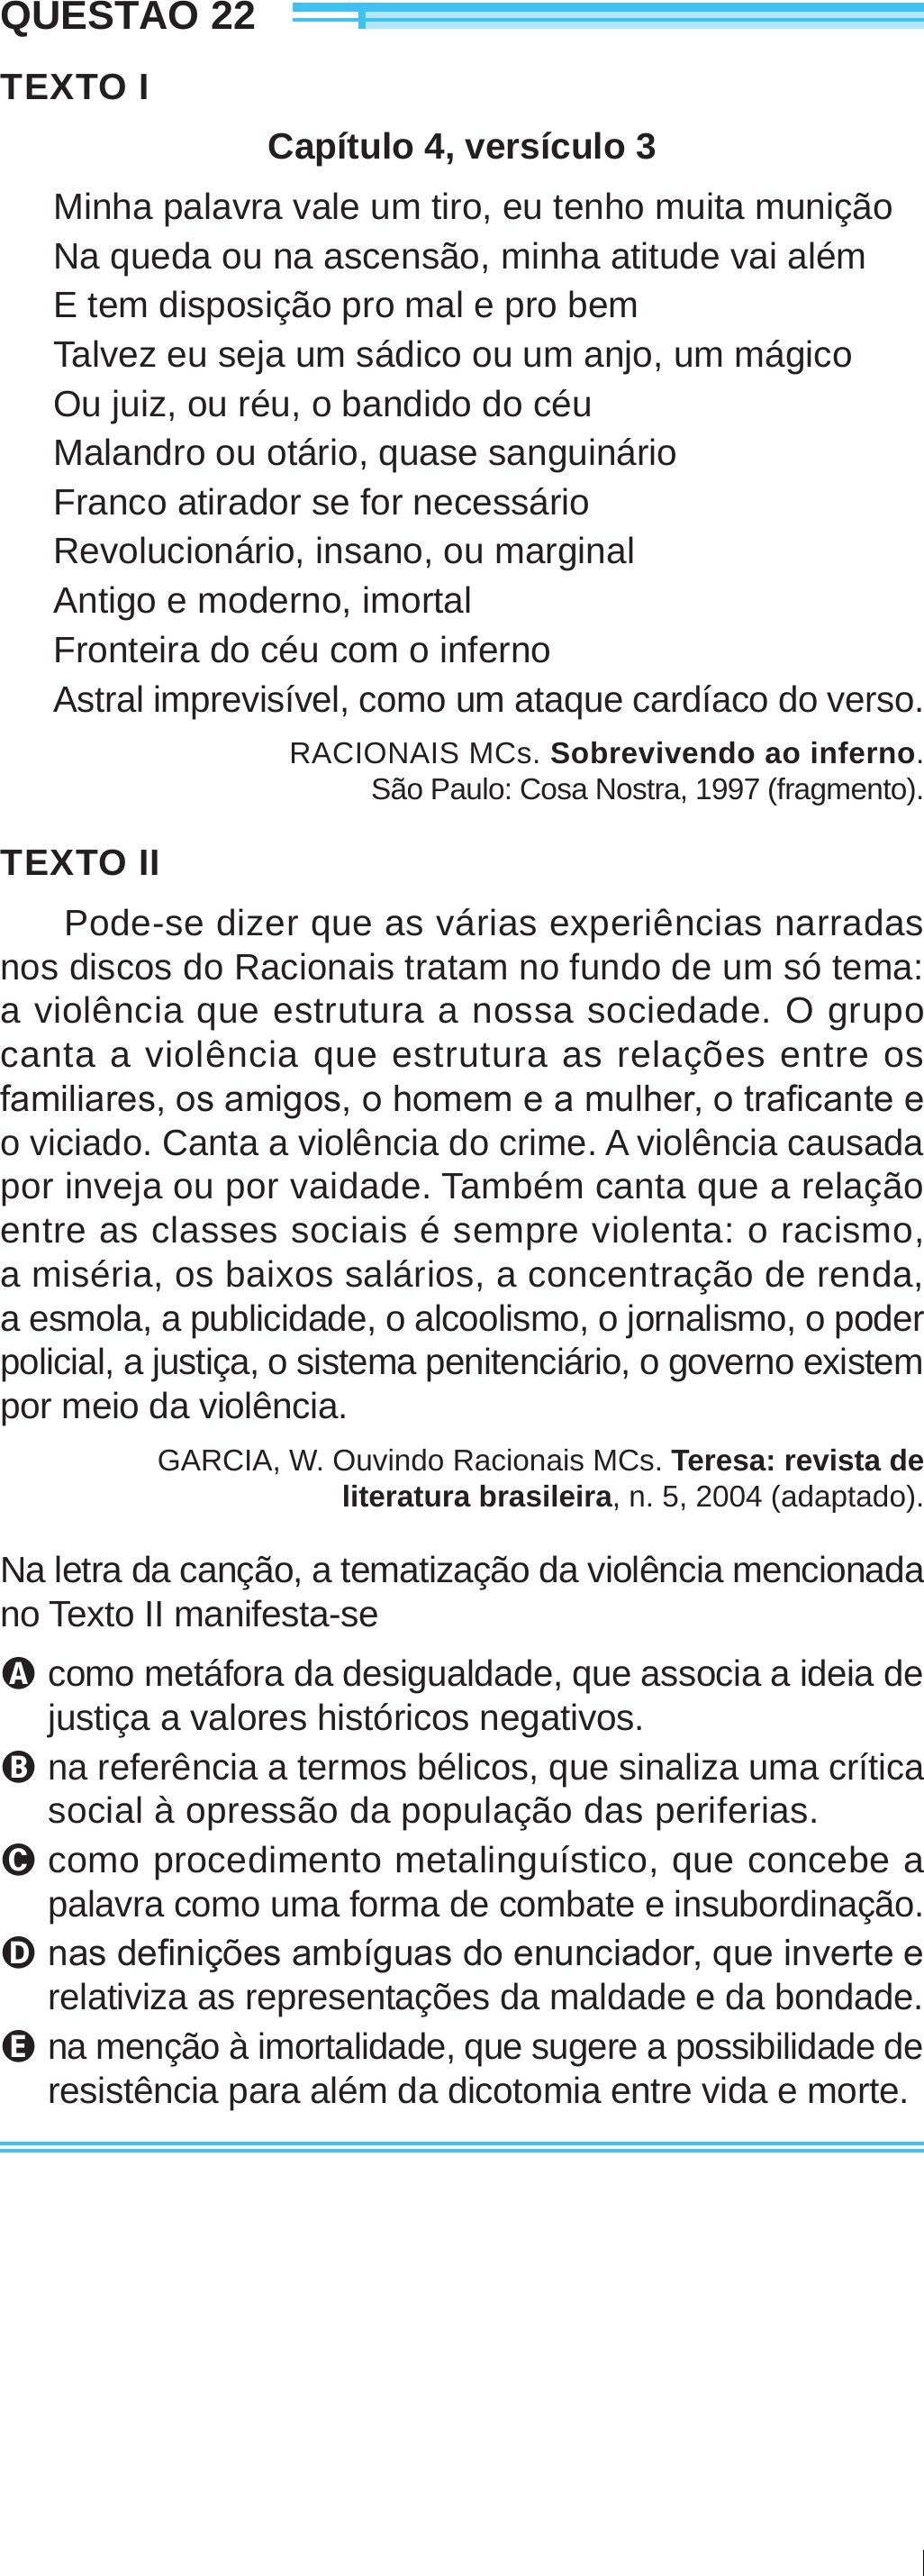 QUESTÃO 22
TEXTO I
Capítulo 4, versículo 3
Minha palavra vale um tiro, eu tenho muita munição
Na queda ou na ascensão, minha atitude vai além
E tem disposição pro mal e pro bem
Talvez eu seja um sádico ou um anjo, um mágico
Ou juiz, ou réu, o bandido do céu
Malandro ou otário, quase sanguinário
Franco atirador se for necessário
Revolucionário, insano, ou marginal
Antigo e moderno, imortal
Fronteira do céu com o inferno
Astral imprevisível, como um ataque cardíaco do verso.
RACIONAIS MCs. Sobrevivendo ao inferno.
São Paulo: Cosa Nostra, 1997 (fragmento).
TEXTO II
Pode-se dizer que as várias experiências narradas
nos discos do Racionais tratam no fundo de um só tema:
a violência que estrutura a nossa sociedade. O grupo
canta a violência que estrutura as relações entre os
familiares, os amigos, o homem e a mulher, o traficante e
o viciado. Canta a violência do crime. A violência causada
por inveja ou por vaidade. Também canta que a relação
entre as classes sociais é sempre violenta: o racismo,
a miséria, os baixos salários, a concentração de renda,
a esmola, a publicidade, o alcoolismo, o jornalismo, o poder
policial, a justiça, o sistema penitenciário, o governo existem
por meio da violência.
GARCIA, W. Ouvindo Racionais MCs. Teresa: revista de
literatura brasileira, n. 5, 2004 (adaptado).
Na letra da canção, a tematização da violência mencionada
no Texto II manifesta-se
A como metáfora da desigualdade, que associa a ideia de
justiça a valores históricos negativos.
B na referência a termos bélicos, que sinaliza uma crítica
social à opressão da população das periferias.
C como procedimento metalinguístico, que concebe a
palavra como uma forma de combate e insubordinação.
D nas definições ambíguas do enunciador, que inverte e
relativiza as representações da maldade e da bondade.
E na menção à imortalidade, que sugere a possibilidade de
resistência para além da dicotomia entre vida e morte.